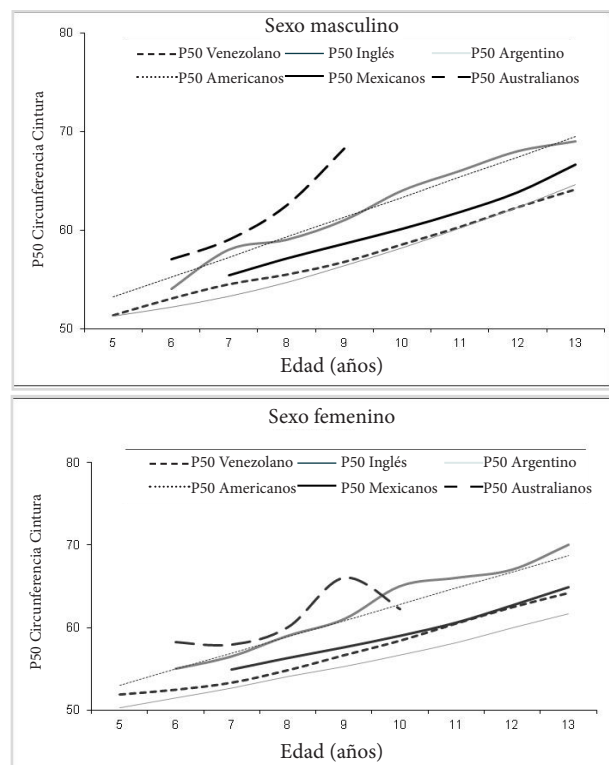 Sexo masculino
80
P50 Venezolano P50 Inglés P50 Argentino
P50 Americanos P50 Mexicanos P50 Australianos
70
60
50
P50 Circunferencia Cintura
5 6 7 8 9 10 11 12 13
Edad (años)
Sexo femenino
80
P50 Venezolano P50 Inglés P50 Argentino
P50 Americanos P50 Mexicanos P50 Australianos
70
60
50
P50 Circunferencia Cintura
5 6 7 8 9 10 11 12 13
Edad (años)